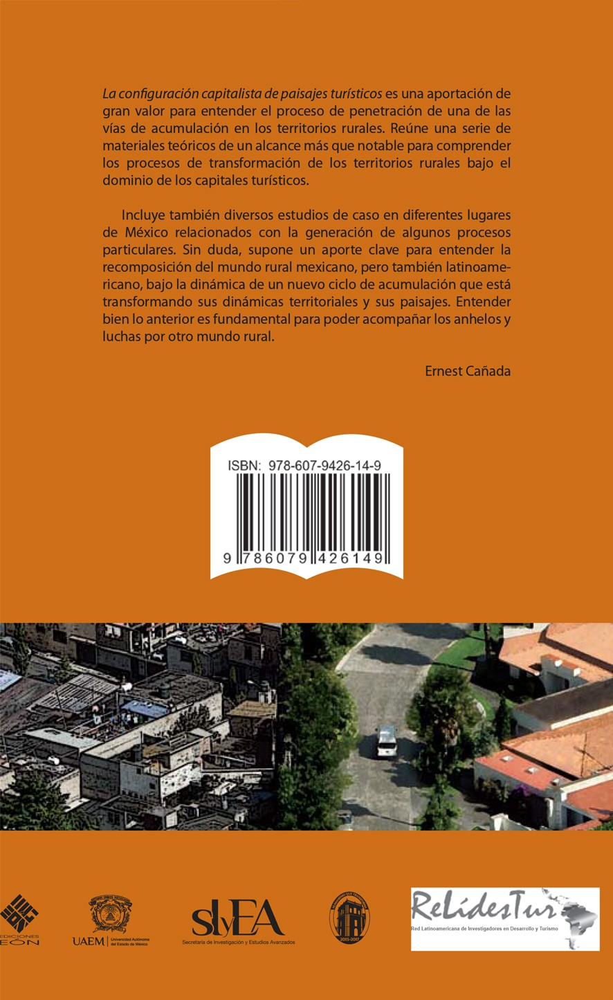 La configuración capitalista de paisajes turísticos es una aportación de
gran valor para entender el proceso de penetración de una de las
vías de acumulación en los territorios rurales. Reúne una serie de
materiales teóricos de un alcance más que notable para comprender
los procesos de transformación de los territorios rurales bajo el
dominio de los capitales turísticos.
Incluye también diversos estudios de caso en diferentes lugares
de México relacionados con la generación de algunos procesos
particulares. Sin duda, supone un aporte clave para entender la
recomposición del mundo rural mexicano, pero también latinoame-
ricano, bajo la dinámica de un nuevo ciclo de acumulación que está
transformando sus dinámicas territoriales y sus paisajes. Entender
bien lo anterior es fundamental para poder acompañar los anhelos y
luchas por otro mundo rural.
Ernest Cañada
ISBN: 978-607-9426-14-9
9 786079 426149
EDICIONES
EÓN
UAEM
Universidad Autónoma
del Estado de México
SIyEA
Secretaría de Investigación y Estudios Avanzados
2013-2017
ReLídesTur
Red Latinoamericana de Investigadores en Desarrollo y Turismo